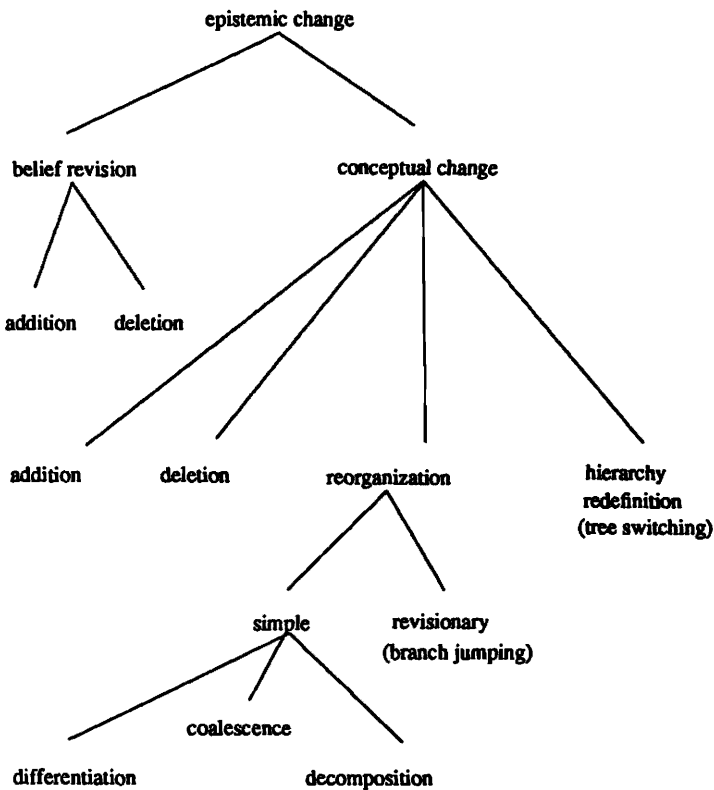 epistemic change
belief revision
conceptual change
addition
deletion
addition
deletion
reorganization
hierarchy
redefinition
(tree switching)
simple
revisionary
(branch jumping)
coalescence
differentiation
decomposition